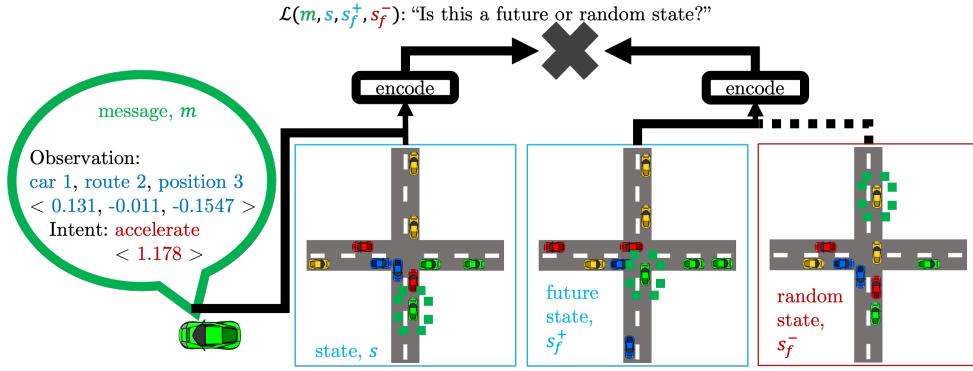 ℒ(m, s, s_f^+, s_f^-): “Is this a future or random state?”
encode
encode
message, m
Observation:
car 1, route 2, position 3
< 0.131, -0.011, -0.1547 >
Intent: accelerate
< 1.178 >
state, s
future
state,
s_f^+
random
state,
s_f^-